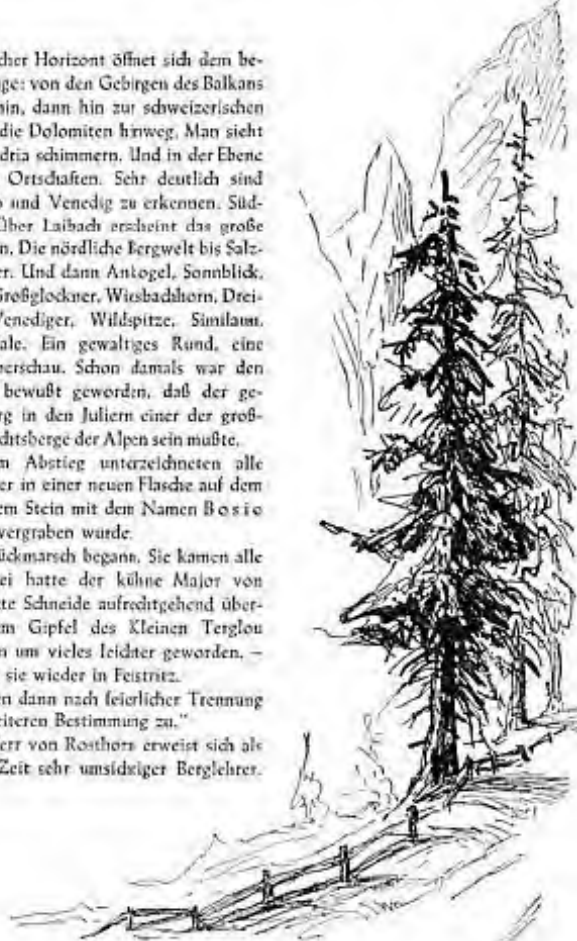 cher Horizont öffnet sich dem be-
ge: von den Gebirgen des Balkans
hin, dann hin zur schweizerischen
die Dolomiten hinweg. Man sieht
dria schimmern. Und in der Ebene
Ortschaften. Sehr deutlich sind
und Venedig zu erkennen. Süd-
Über Laibach erscheint das große
n. Die nördliche Bergwelt bis Salz-
er. Und dann Ankogel, Sonnblick,
Großglockner, Wiesbachhorn, Drei-
Venediger, Wildspitze, Similaun,
ale. Ein gewaltiges Rund, eine
erschau. Schon damals war den
bewußt geworden, daß der ge-
rg in den Juliern einer der groß-
chtsberge der Alpen sein mußte.
m Abstieg unterzeichneten alle
er in einer neuen Flasche auf dem
em Stein mit dem Namen Bosio
vergraben wurde.
ückmarsch begann. Sie kamen alle
ei hatte der kühne Major von
te Schneide aufrechtgehend über-
m Gipfel des Kleinen Terglou
n um vieles leichter geworden. –
sie wieder in Feistritz.
en dann nach feierlicher Trennung
eiteren Bestimmung zu."
err von Rosthorn erweist sich als
Zeit sehr umsichtiger Berglehrer.